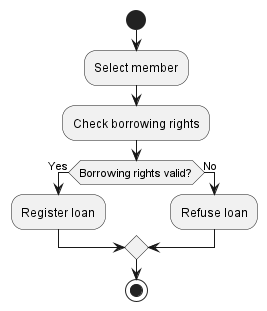 Select member
Check borrowing rights
Yes
Borrowing rights valid?
No
Register loan
Refuse loan